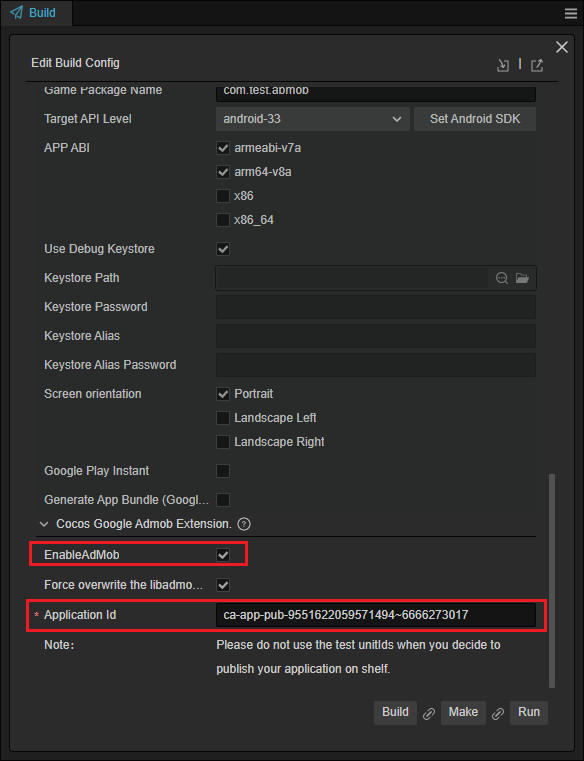 Build
Edit Build Config
Game Package Name com.test.abmob
Target API Level android-33 Set Android SDK
APP ABI armeabi-v7a
arm64-v8a
x86
x86_64
Use Debug Keystore
Keystore Path
Keystore Password
Keystore Alias
Keystore Alias Password
Screen orientation Portrait
Landscape Left
Landscape Right
Google Play Instant
Generate App Bundle (Googl...
Cocos Google Admob Extension. ?
EnableAdMob
Force overwrite the libadmo...
* Application Id ca-app-pub-9551622059571494~6666273017
Note: Please do not use the test unitIds when you decide to
publish your application on shelf.
Build Make Run